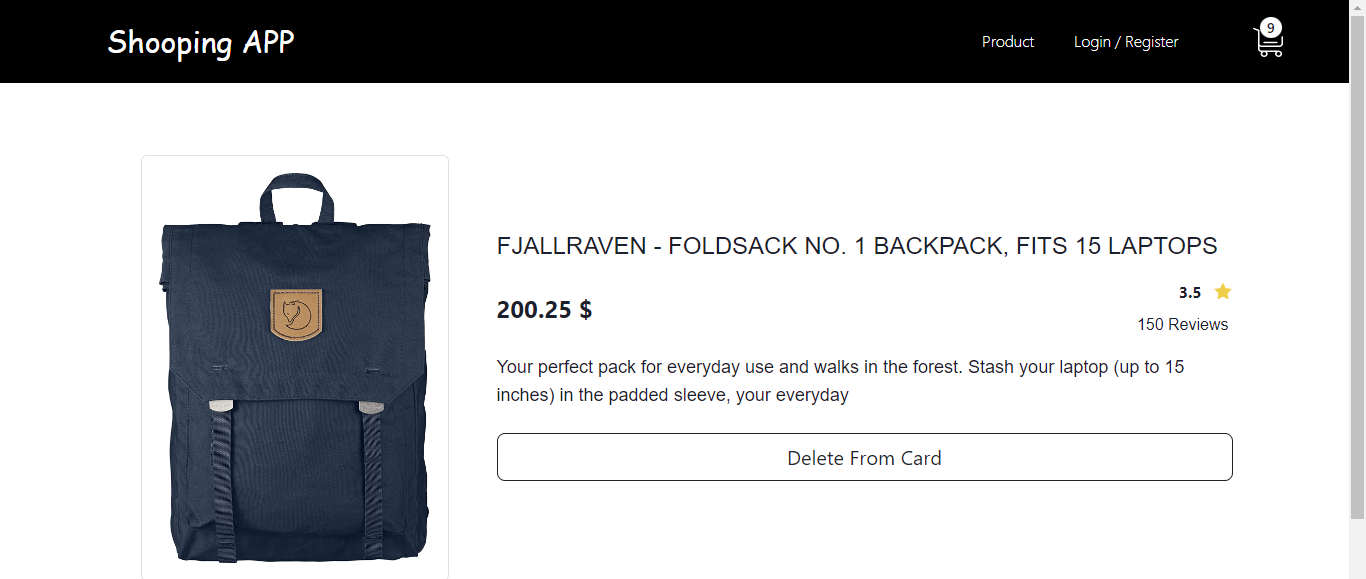 Shooping APP
Product
Login / Register
9
FJALLRAVEN - FOLDSACK NO. 1 BACKPACK, FITS 15 LAPTOPS
200.25 $
3.5
150 Reviews
Your perfect pack for everyday use and walks in the forest. Stash your laptop (up to 15
inches) in the padded sleeve, your everyday
Delete From Card